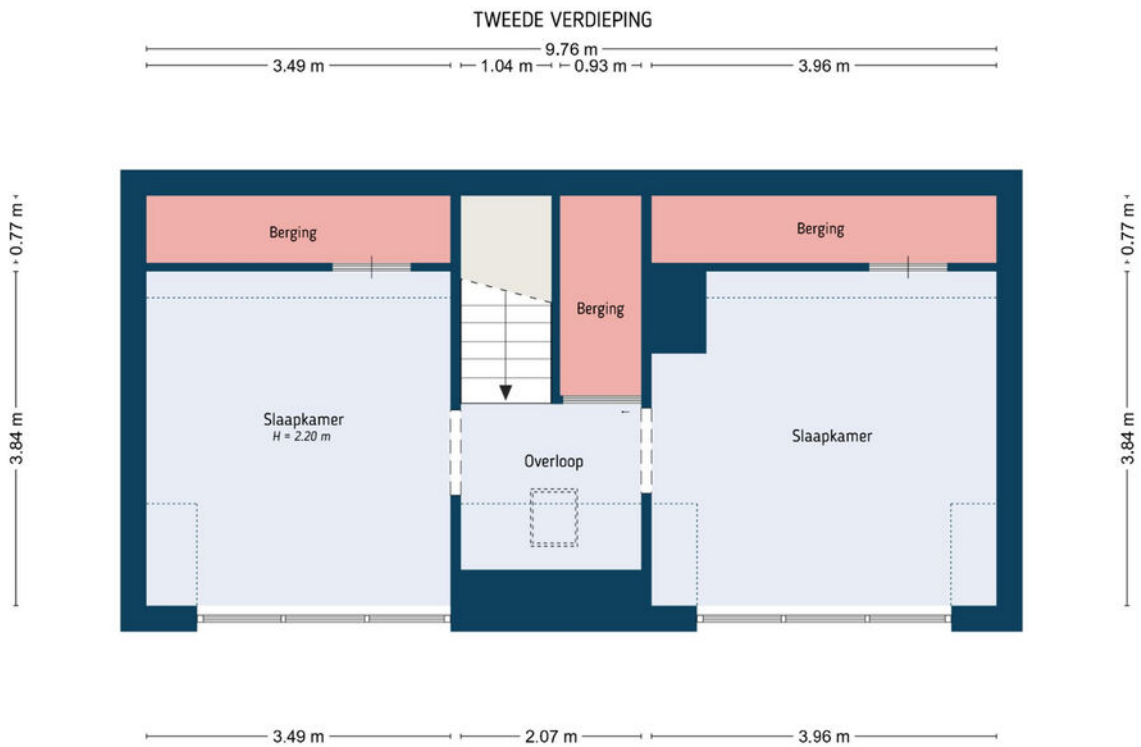 TWEEDE VERDIEPING
9.76 m
3.49 m
1.04 m
0.93 m
3.96 m
0.77 m
0.77 m
Berging
Berging
Berging
3.84 m
3.84 m
Slaapkamer
H = 2.20 m
Slaapkamer
Overloop
3.49 m
2.07 m
3.96 m